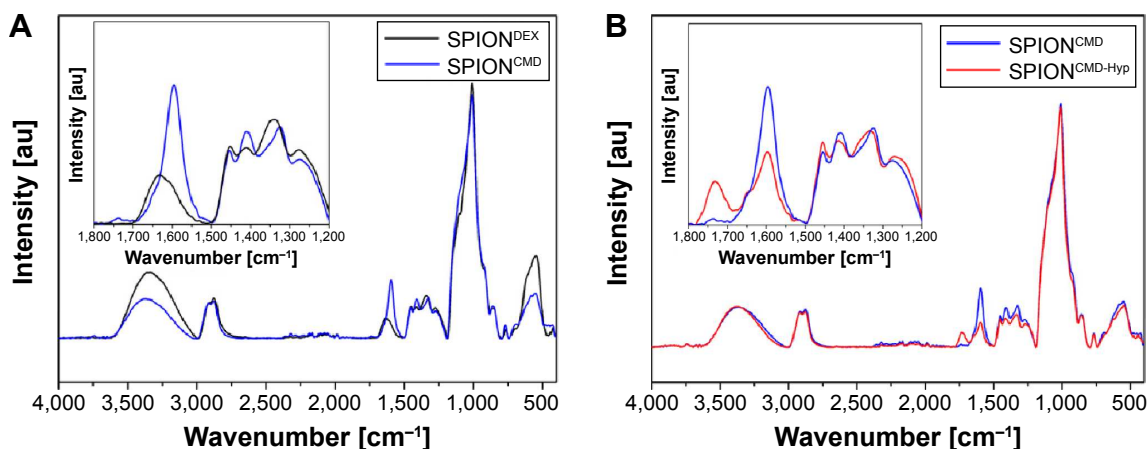 A
SPION^DEX
SPION^CMD
Intensity [au]
Intensity [au]
1,800 1,700 1,600 1,500 1,400 1,300 1,200
Wavenumber [cm⁻¹]
4,000 3,500 3,000 2,500 2,000 1,500 1,000 500
Wavenumber [cm⁻¹]
B
SPION^CMD
SPION^CMD-Hyp
Intensity [au]
Intensity [au]
1,800 1,700 1,600 1,500 1,400 1,300 1,200
Wavenumber [cm⁻¹]
4,000 3,500 3,000 2,500 2,000 1,500 1,000 500
Wavenumber [cm⁻¹]